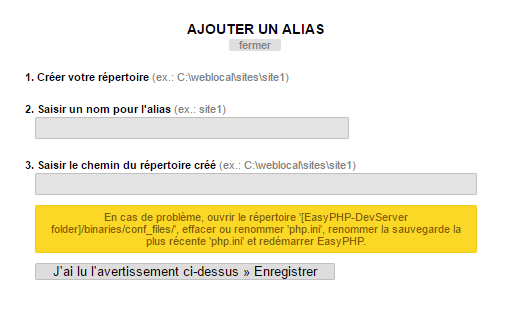 AJOUTER UN ALIAS
fermer
1. Créer votre répertoire (ex.: C:\weblocal\sites\site1)
2. Saisir un nom pour l'alias (ex.: site1)
3. Saisir le chemin du répertoire créé (ex.: C:\weblocal\sites\site1)
En cas de problème, ouvrir le répertoire '[EasyPHP-DevServer
folder]/binaries/conf_files/', effacer ou renommer 'php.ini', renommer la sauvegarde la
plus récente 'php.ini' et redémarrer EasyPHP.
J'ai lu l'avertissement ci-dessus » Enregistrer